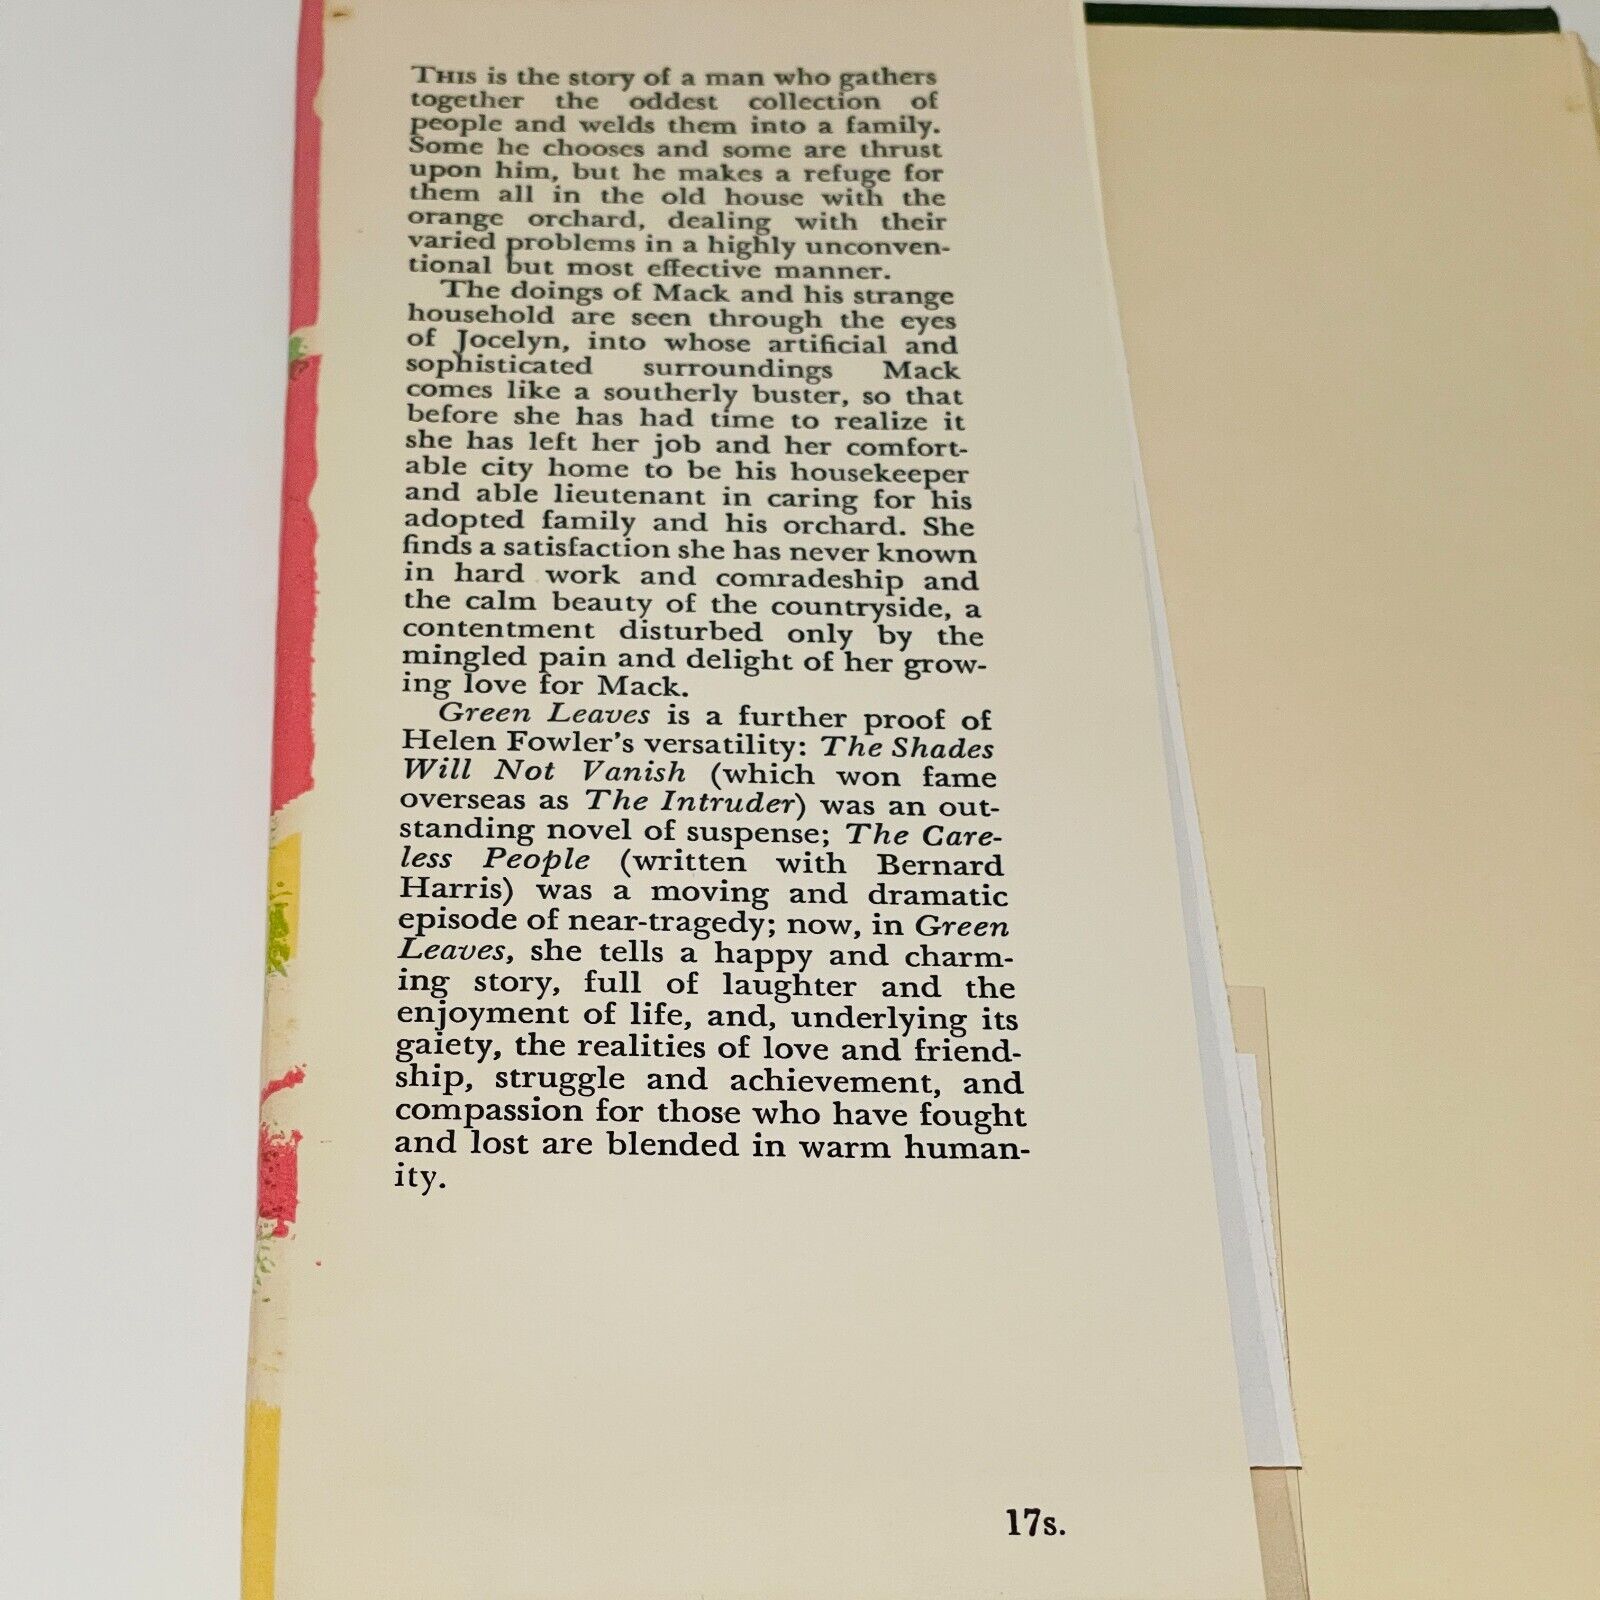 THIS is the story of a man who gathers
together the oddest collection of
people and welds them into a family.
Some he chooses and some are thrust
upon him, but he makes a refuge for
them all in the old house with the
orange orchard, dealing with their
varied problems in a highly unconven-
tional but most effective manner.
The doings of Mack and his strange
household are seen through the eyes
of Jocelyn, into whose artificial and
sophisticated surroundings Mack
comes like a southerly buster, so that
before she has had time to realize it
she has left her job and her comfort-
able city home to be his housekeeper
and able lieutenant in caring for his
adopted family and his orchard. She
finds a satisfaction she has never known
in hard work and comradeship and
the calm beauty of the countryside, a
contentment disturbed only by the
mingled pain and delight of her grow-
ing love for Mack.
Green Leaves is a further proof of
Helen Fowler's versatility: The Shades
Will Not Vanish (which won fame
overseas as The Intruder) was an out-
standing novel of suspense; The Care-
less People (written with Bernard
Harris) was a moving and dramatic
episode of near-tragedy; now, in Green
Leaves, she tells a happy and charm-
ing story, full of laughter and the
enjoyment of life, and, underlying its
gaiety, the realities of love and friend-
ship, struggle and achievement, and
compassion for those who have fought
and lost are blended in warm human-
ity.
17s.